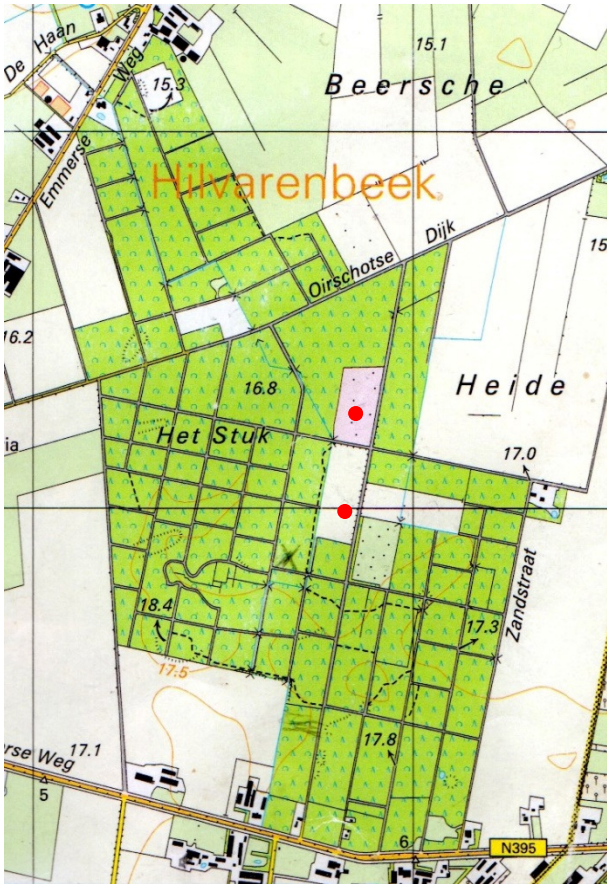 De Haan
Weg
15.3
15.1
Beersche
Emmerse
Hilvarenbeek
Oirschotse Dijk
15
16.2
16.8
Heide
Het Stuk
17.0
ria
Zandstraat
18.4
17.3
17.5
17.8
rse Weg
17.1
5
6
N395